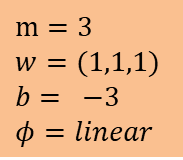 m = 3
w = (1,1,1)
b = −3
ϕ = linear